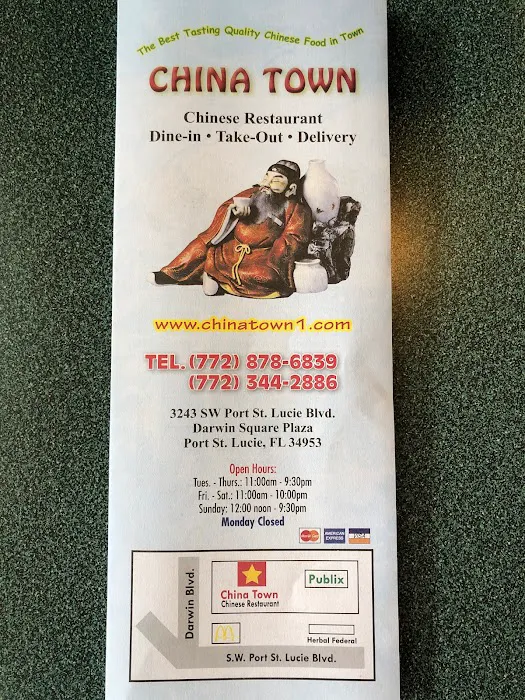 The Best Tasting Quality Chinese Food in Town
CHINA TOWN
Chinese Restaurant
Dine-in • Take-Out • Delivery
www.chinatown1.com
TEL. (772) 878-6839
(772) 344-2886
3243 SW Port St. Lucie Blvd.
Darwin Square Plaza
Port St. Lucie, FL 34953
Open Hours:
Tues. - Thurs.: 11:00am - 9:30pm
Fri. - Sat.: 11:00am - 10:00pm
Sunday: 12:00 noon - 9:30pm
Monday Closed
MasterCard
AMERICAN EXPRESS
VISA
Darwin Blvd.
China Town
Chinese Restaurant
Publix
Herbal Federal
S.W. Port St. Lucie Blvd.